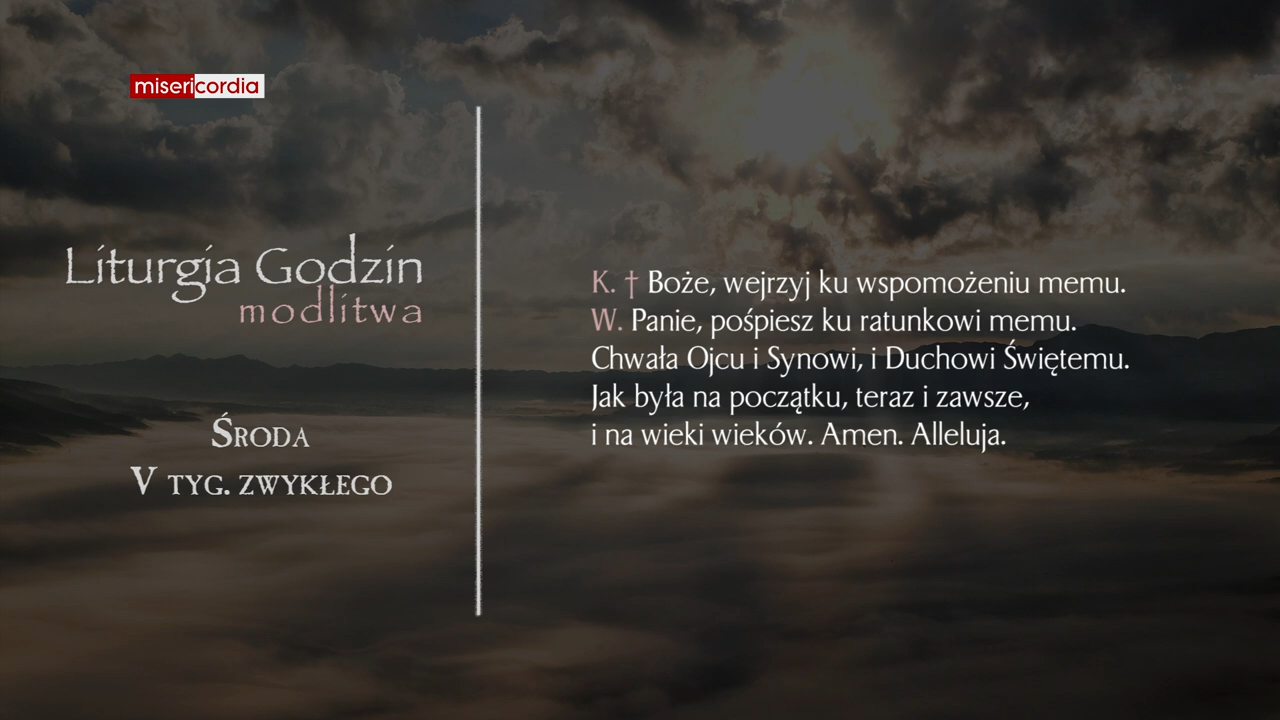 misericordia
Liturgia Godzin
modlitwa
Środa
V tyg. zwykłego
K. † Boże, wejrzyj ku wspomożeniu memu.
W. Panie, pośpiesz ku ratunkowi memu.
Chwała Ojcu i Synowi, i Duchowi Świętemu.
Jak była na początku, teraz i zawsze,
i na wieki wieków. Amen. Alleluja.